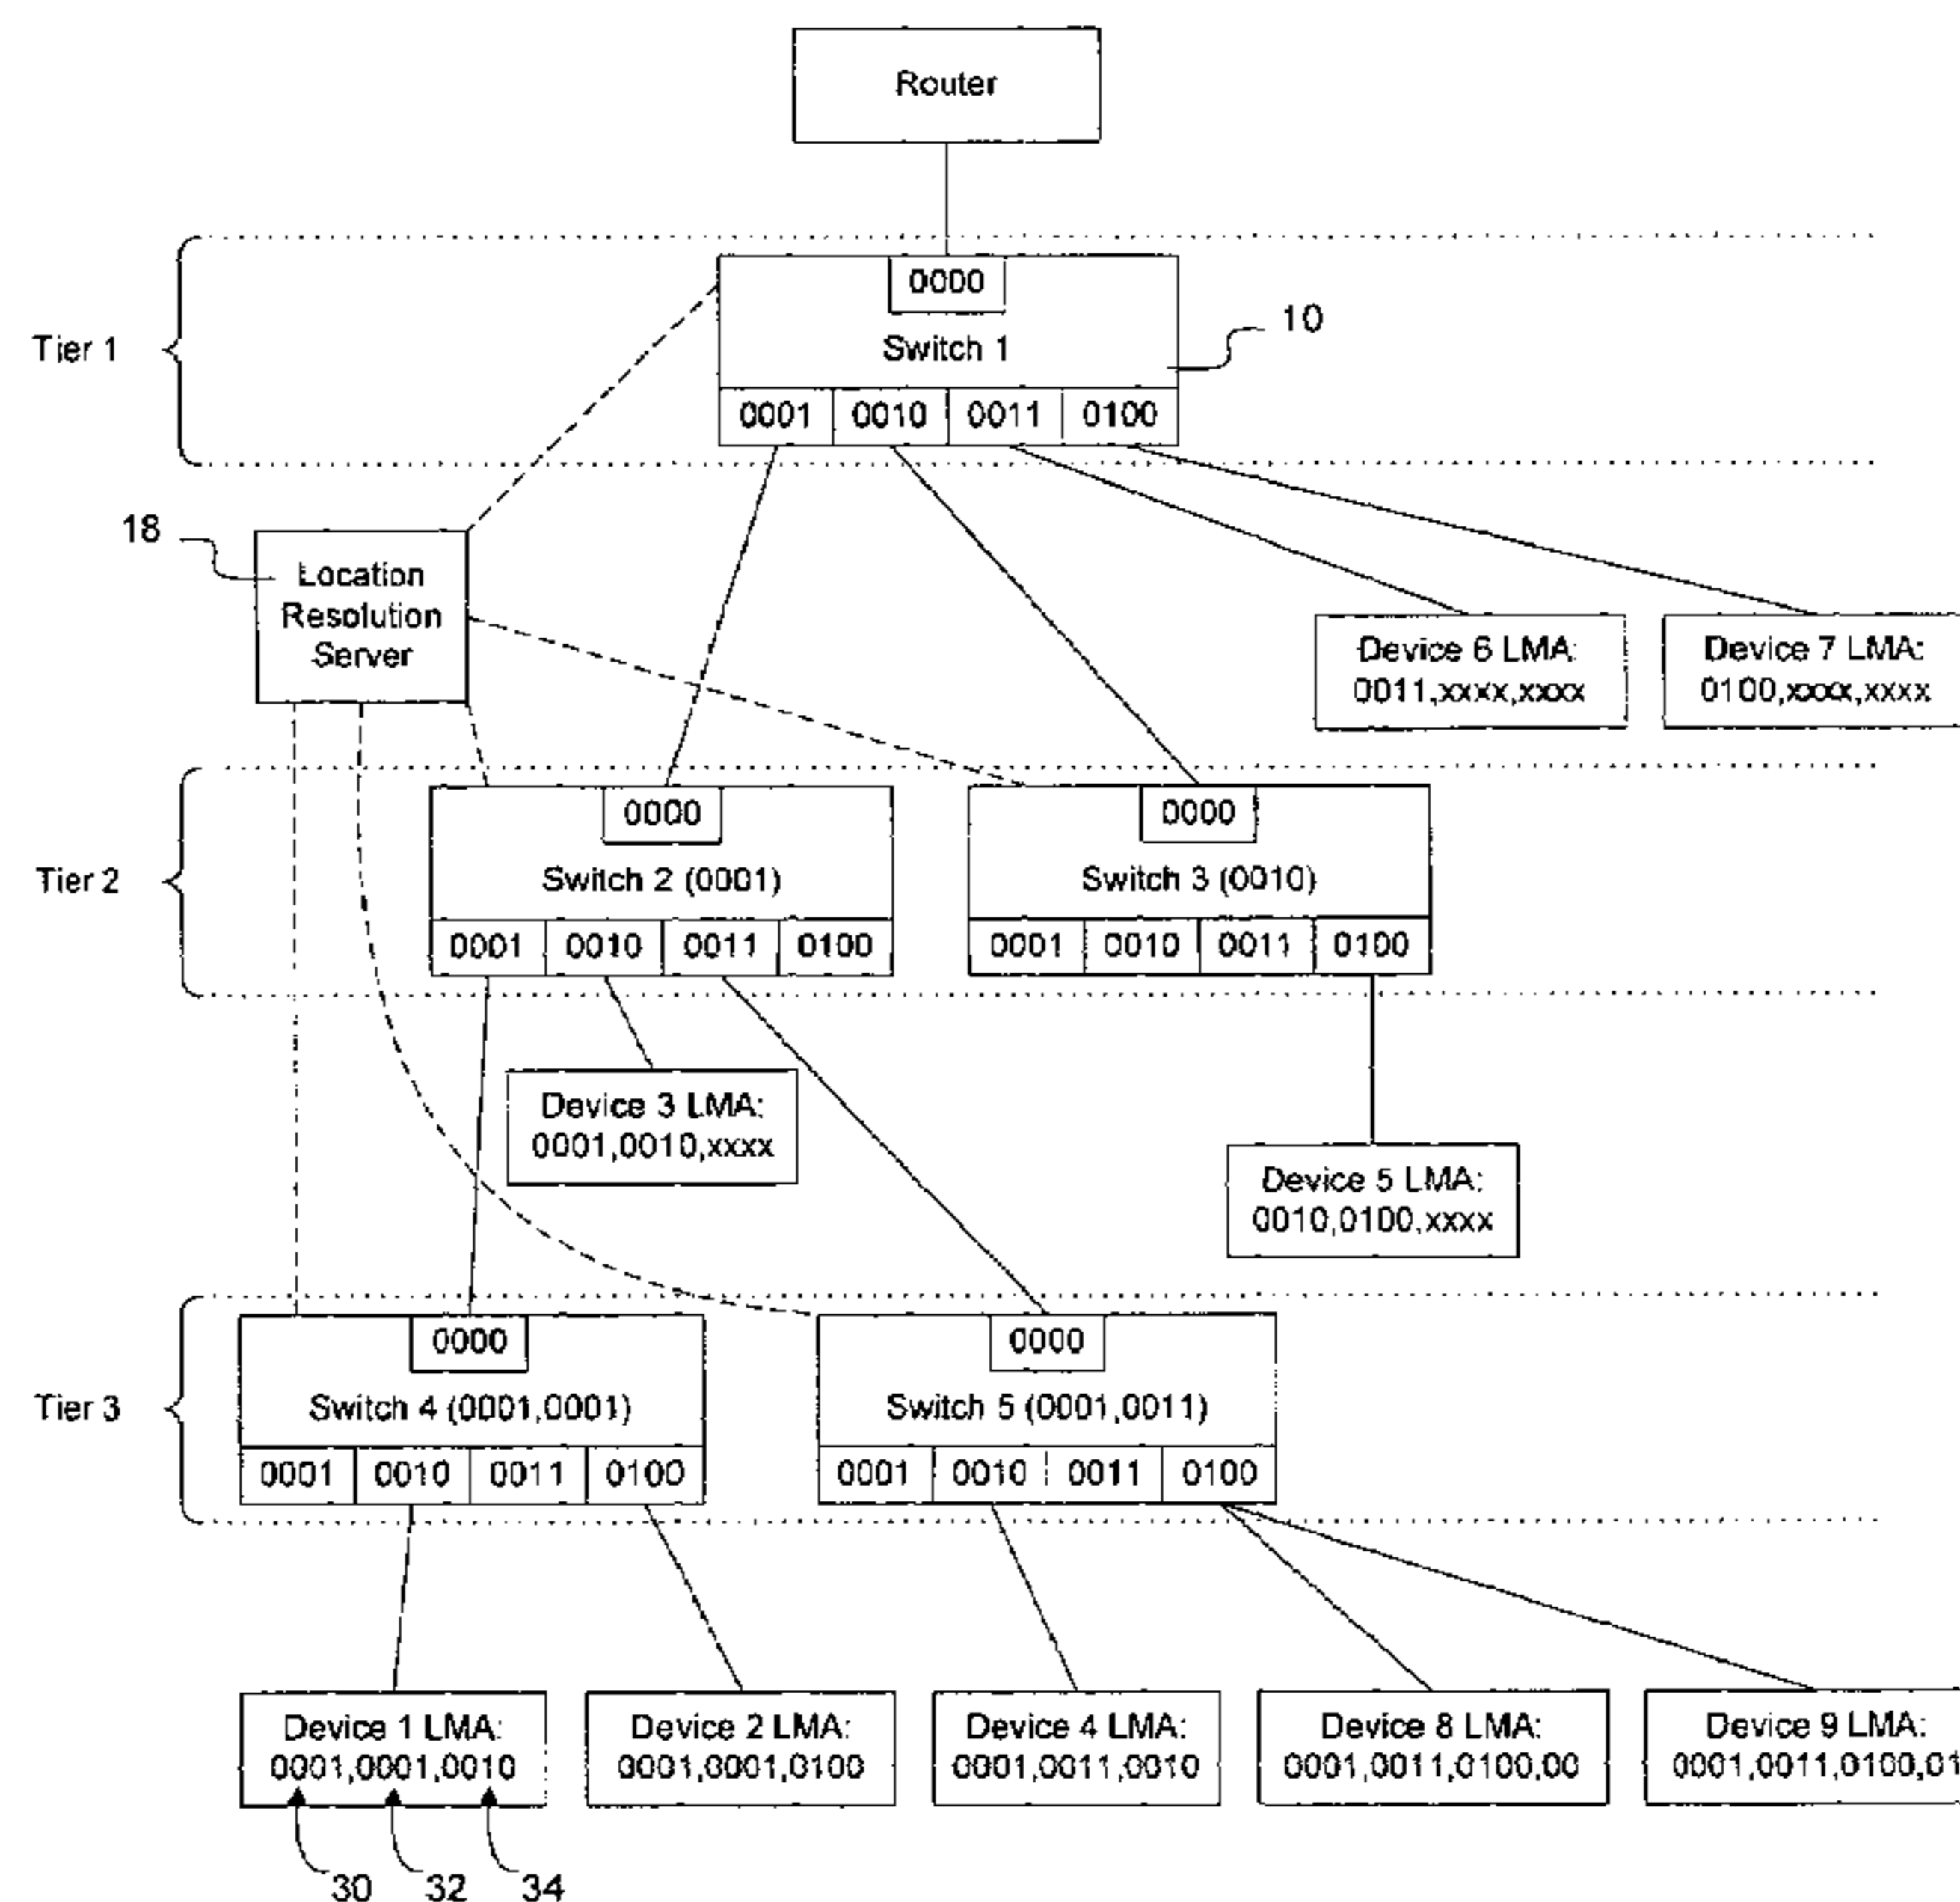 Router
0000
Tier 1
Switch 1
10
0001 0010 0011 0100
18
Location
Resolution
Server
Device 6 LMA:
0011,xxxx,xxxx
Device 7 LMA:
0100,xxxx,xxxx
0000
0000
Tier 2
Switch 2 (0001)
Switch 3 (0010)
0001 0010 0011 0100
0001 0010 0011 0100
Device 3 LMA:
0001,0010,xxxx
Device 5 LMA:
0010,0100,xxxx
0000
0000
Tier 3
Switch 4 (0001,0001)
Switch 5 (0001,0011)
0001 0010 0011 0100
0001 0010 0011 0100
Device 1 LMA:
0001,0001,0010
Device 2 LMA:
0001,0001,0100
Device 4 LMA:
0001,0011,0010
Device 8 LMA:
0001,0011,0100,00
Device 9 LMA:
0001,0011,0100,01
30
32
34